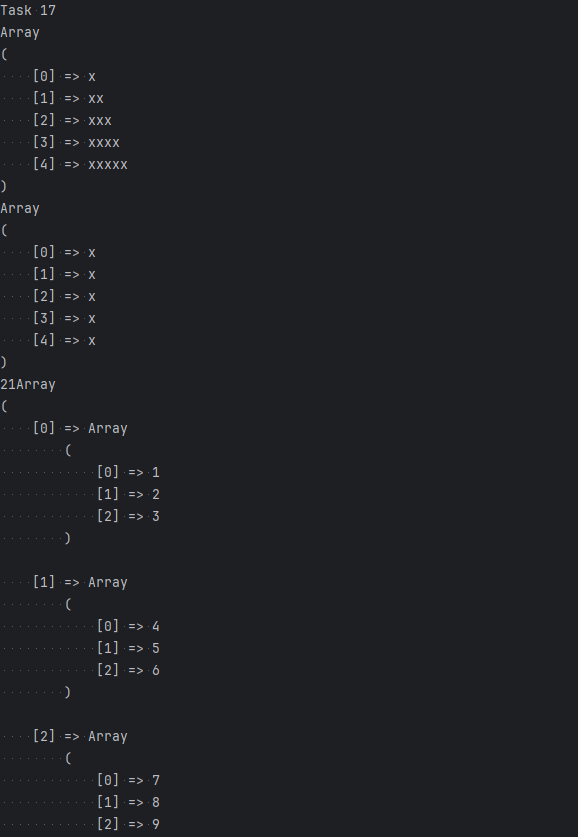 Task 17
Array
(
    [0] => x
    [1] => xx
    [2] => xxx
    [3] => xxxx
    [4] => xxxxx
)
Array
(
    [0] => x
    [1] => x
    [2] => x
    [3] => x
    [4] => x
)
21Array
(
    [0] => Array
        (
            [0] => 1
            [1] => 2
            [2] => 3
        )

    [1] => Array
        (
            [0] => 4
            [1] => 5
            [2] => 6
        )

    [2] => Array
        (
            [0] => 7
            [1] => 8
            [2] => 9